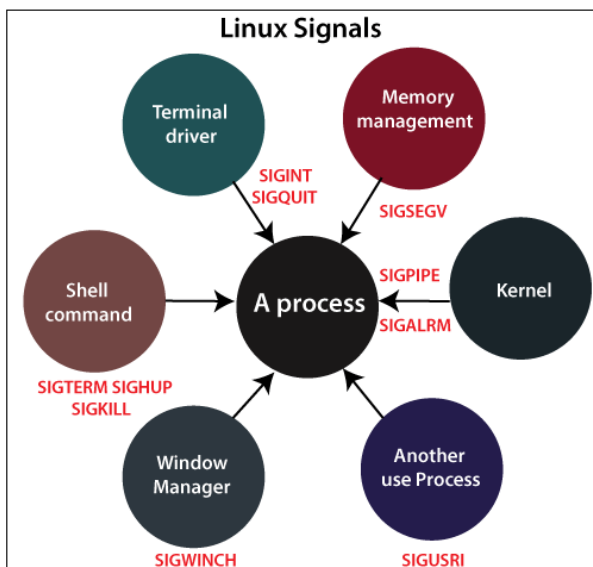 Linux Signals
Terminal
driver
Memory
management
SIGINT
SIGQUIT
SIGSEGV
Shell
command
A process
SIGPIPE
SIGALRM
Kernel
SIGTERM SIGHUP
SIGKILL
Window
Manager
Another
use Process
SIGWINCH
SIGUSRI